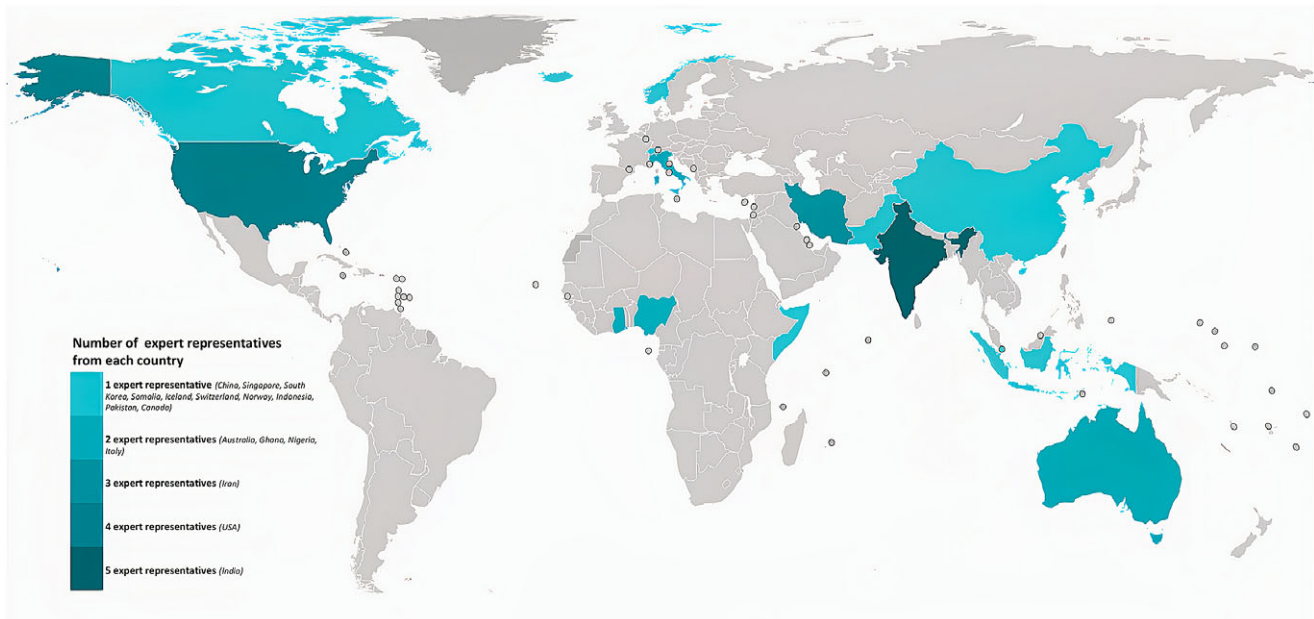 Number of expert representatives
from each country
1 expert representative (China, Singapore, South
Korea, Somalia, Iceland, Switzerland, Norway, Indonesia,
Pakiston, Canada)
2 expert representatives (Australia, Ghana, Nigeria,
Italy)
3 expert representatives (Iran)
4 expert representatives (USA)
5 expert representatives (India)